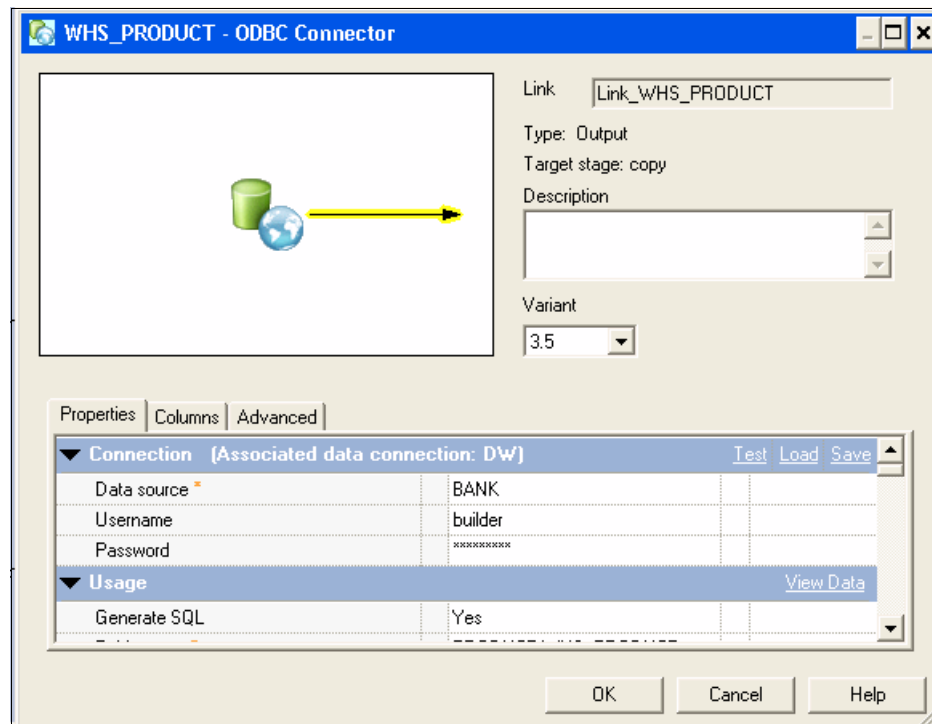 WHS_PRODUCT - ODBC Connector
Link Link_WHS_PRODUCT
Type: Output
Target stage: copy
Description
Variant
3.5
Properties Columns Advanced
Connection (Associated data connection: DW) Test Load Save
Data source * BANK
Username builder
Password *********
Usage View Data
Generate SQL Yes
OK Cancel Help